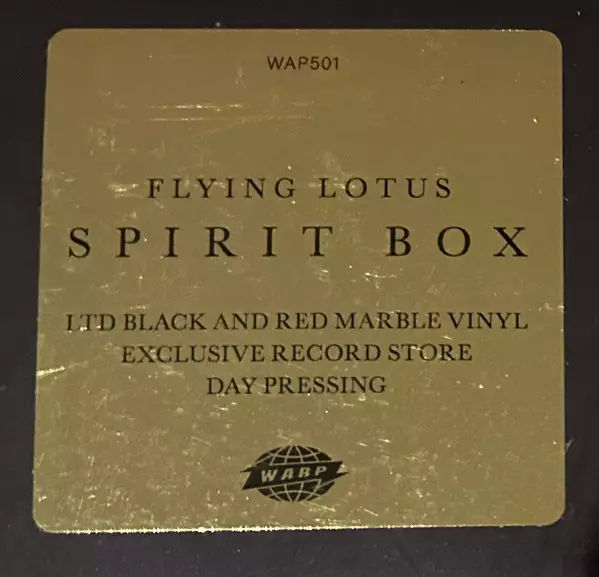 WAP501
FLYING LOTUS
SPIRIT BOX
LTD BLACK AND RED MARBLE VINYL
EXCLUSIVE RECORD STORE
DAY PRESSING
WARP